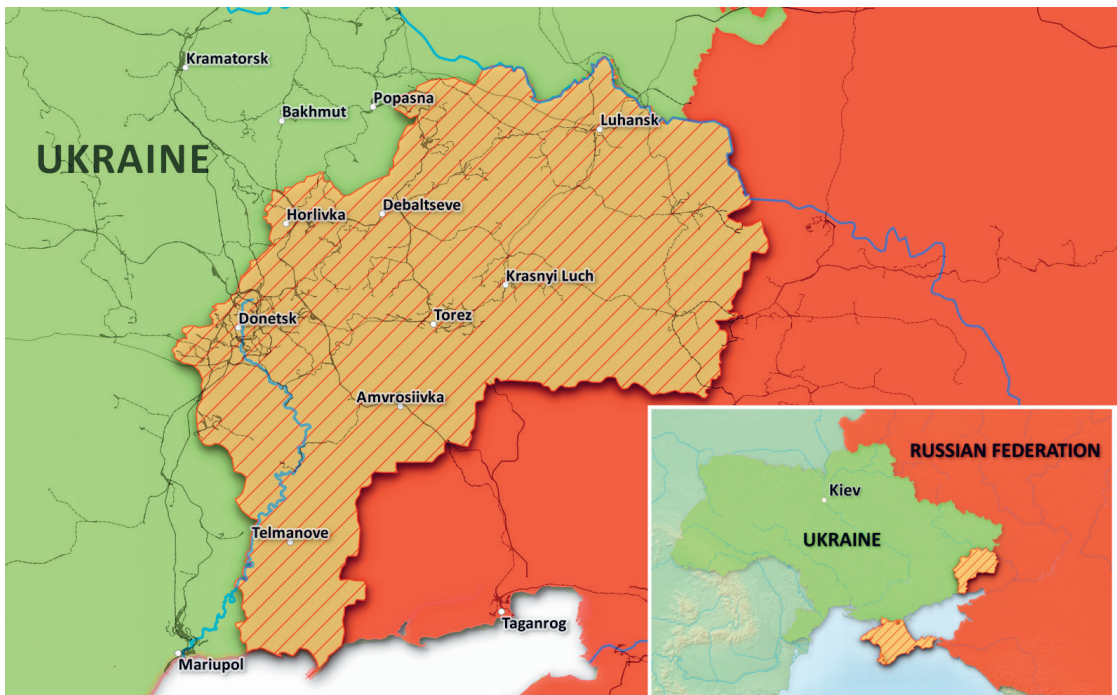 Kramatorsk
Popasna
Bakhmut
Luhansk
UKRAINE
Debaltseve
Horlivka
Krasnyi Luch
Torez
Donetsk
Amvrosiivka
Telmanove
Taganrog
Mariupol
RUSSIAN FEDERATION
Kiev
UKRAINE